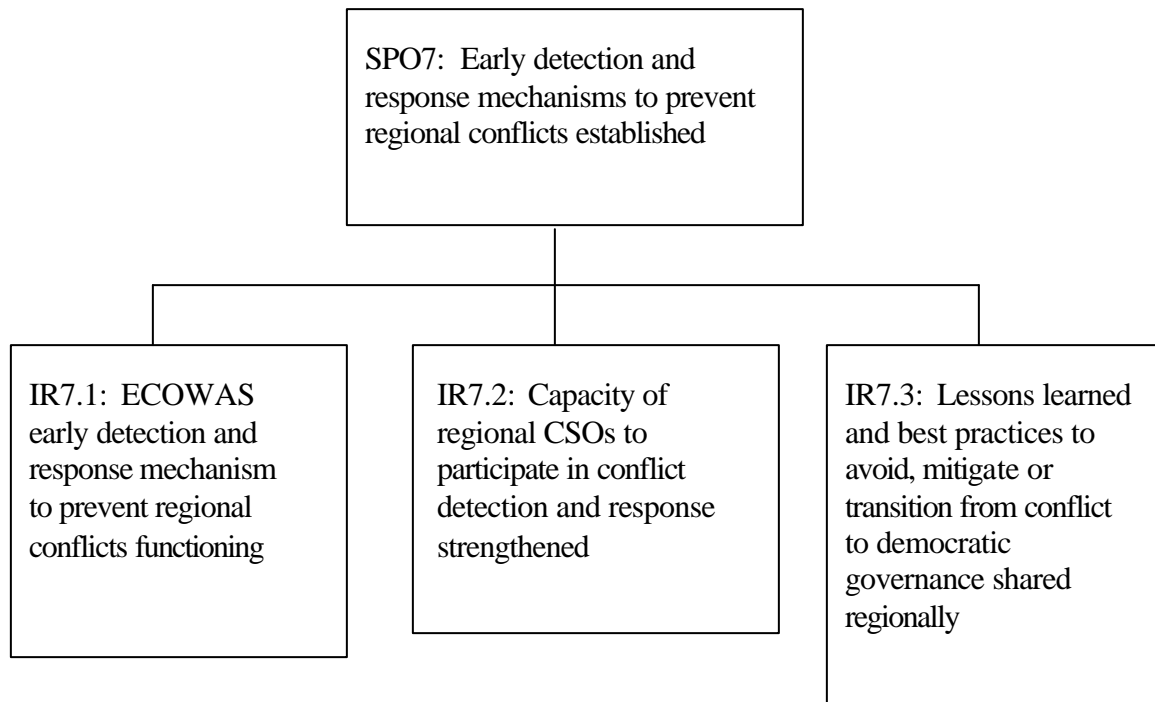 SPO7: Early detection and
response mechanisms to prevent
regional conflicts established
IR7.1: ECOWAS
early detection and
response mechanism
to prevent regional
conflicts functioning
IR7.2: Capacity of
regional CSOs to
participate in conflict
detection and response
strengthened
IR7.3: Lessons learned
and best practices to
avoid, mitigate or
transition from conflict
to democratic
governance shared
regionally